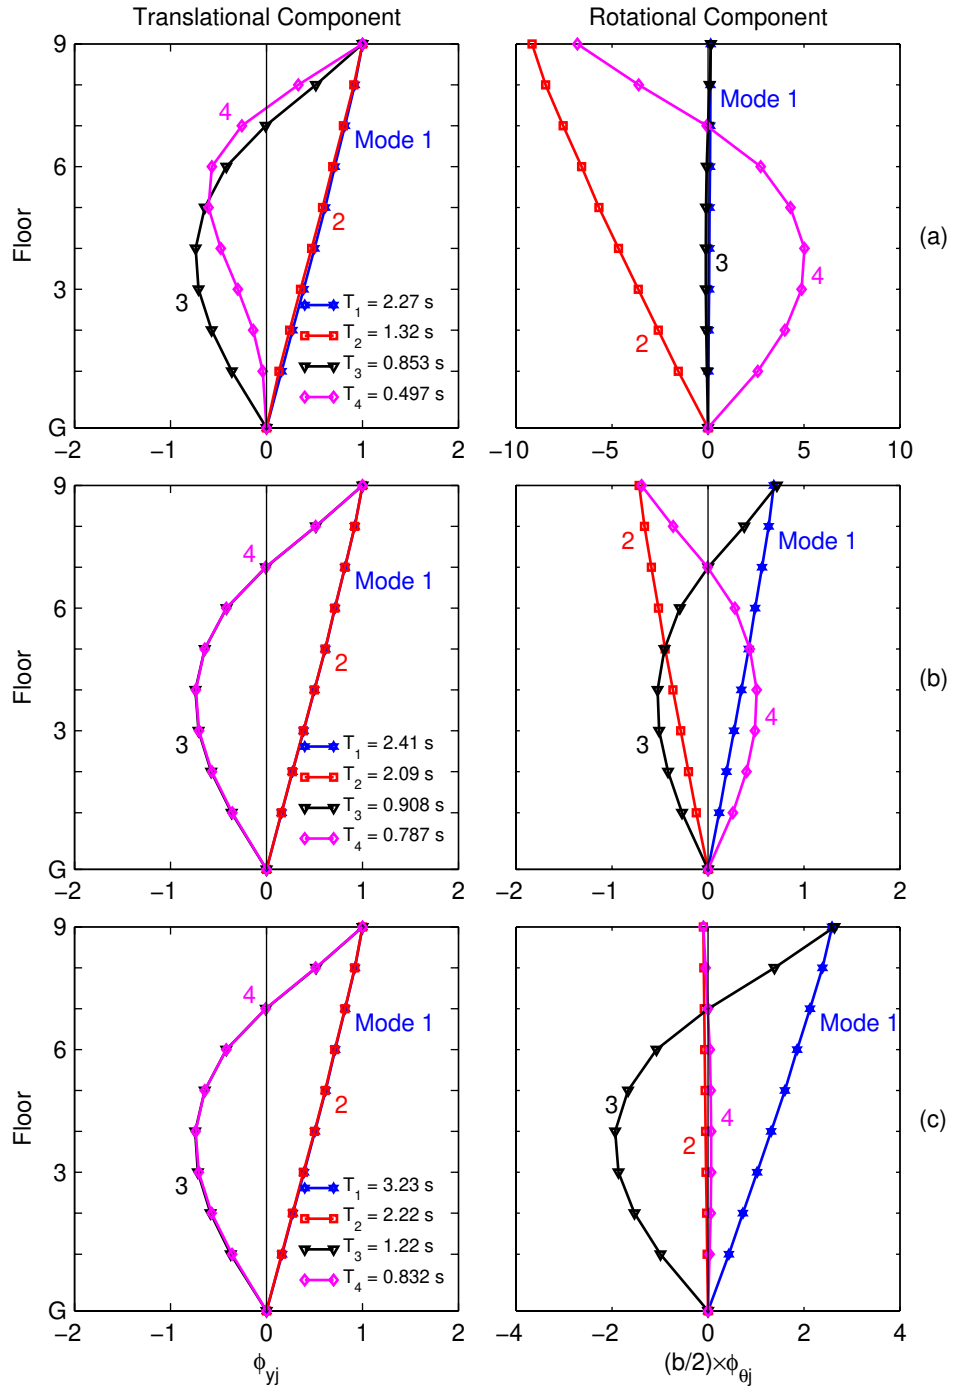 Translational Component
Rotational Component
9
6
3
G
Floor
4
Mode 1
2
3
T1 = 2.27 s
T2 = 1.32 s
T3 = 0.853 s
T4 = 0.497 s
−2 −1 0 1 2
Mode 1
3
4
2
−10 −5 0 5 10
(a)
9
6
3
G
Floor
4
Mode 1
2
3
T1 = 2.41 s
T2 = 2.09 s
T3 = 0.908 s
T4 = 0.787 s
−2 −1 0 1 2
2
Mode 1
4
3
−2 −1 0 1 2
(b)
9
6
3
G
Floor
4
Mode 1
2
3
T1 = 3.23 s
T2 = 2.22 s
T3 = 1.22 s
T4 = 0.832 s
−2 −1 0 1 2
ϕyj
Mode 1
3
4
2
−4 −2 0 2 4
(b/2)×ϕθj
(c)